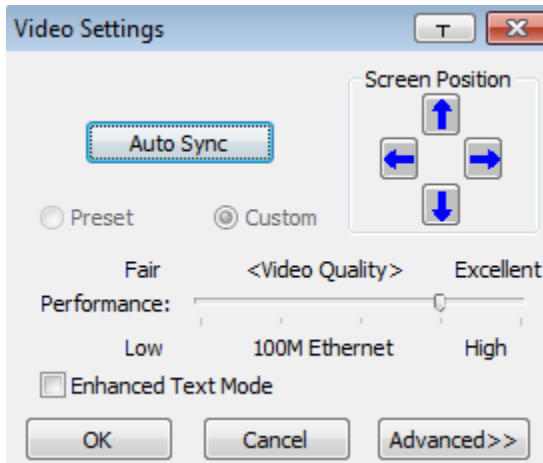 Video Settings
T
Screen Position
Auto Sync
Preset
Custom
Fair <Video Quality> Excellent
Performance:
Low 100M Ethernet High
Enhanced Text Mode
OK Cancel Advanced>>